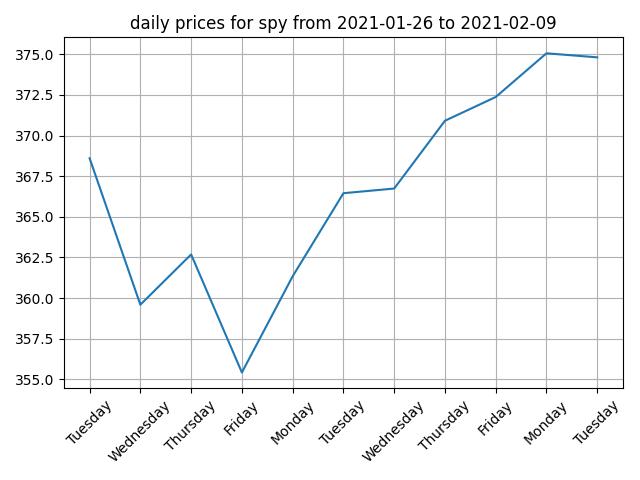 daily prices for spy from 2021-01-26 to 2021-02-09
375.0
372.5
370.0
367.5
365.0
362.5
360.0
357.5
355.0
Tuesday
Wednesday
Thursday
Friday
Monday
Tuesday
Wednesday
Thursday
Friday
Monday
Tuesday